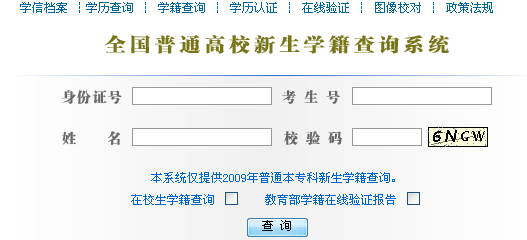 学信档案 ┊ 学历查询 ┊ 学籍查询 ┊ 学历认证 ┊ 在线验证 ┊ 图像校对 ┊ 政策法规
全国普通高校新生学籍查询系统
身份证号 考 生 号
姓 名 校 验 码 6NGW
本系统仅提供2009年普通本专科新生学籍查询。
在校生学籍查询 教育部学籍在线验证报告
查 询